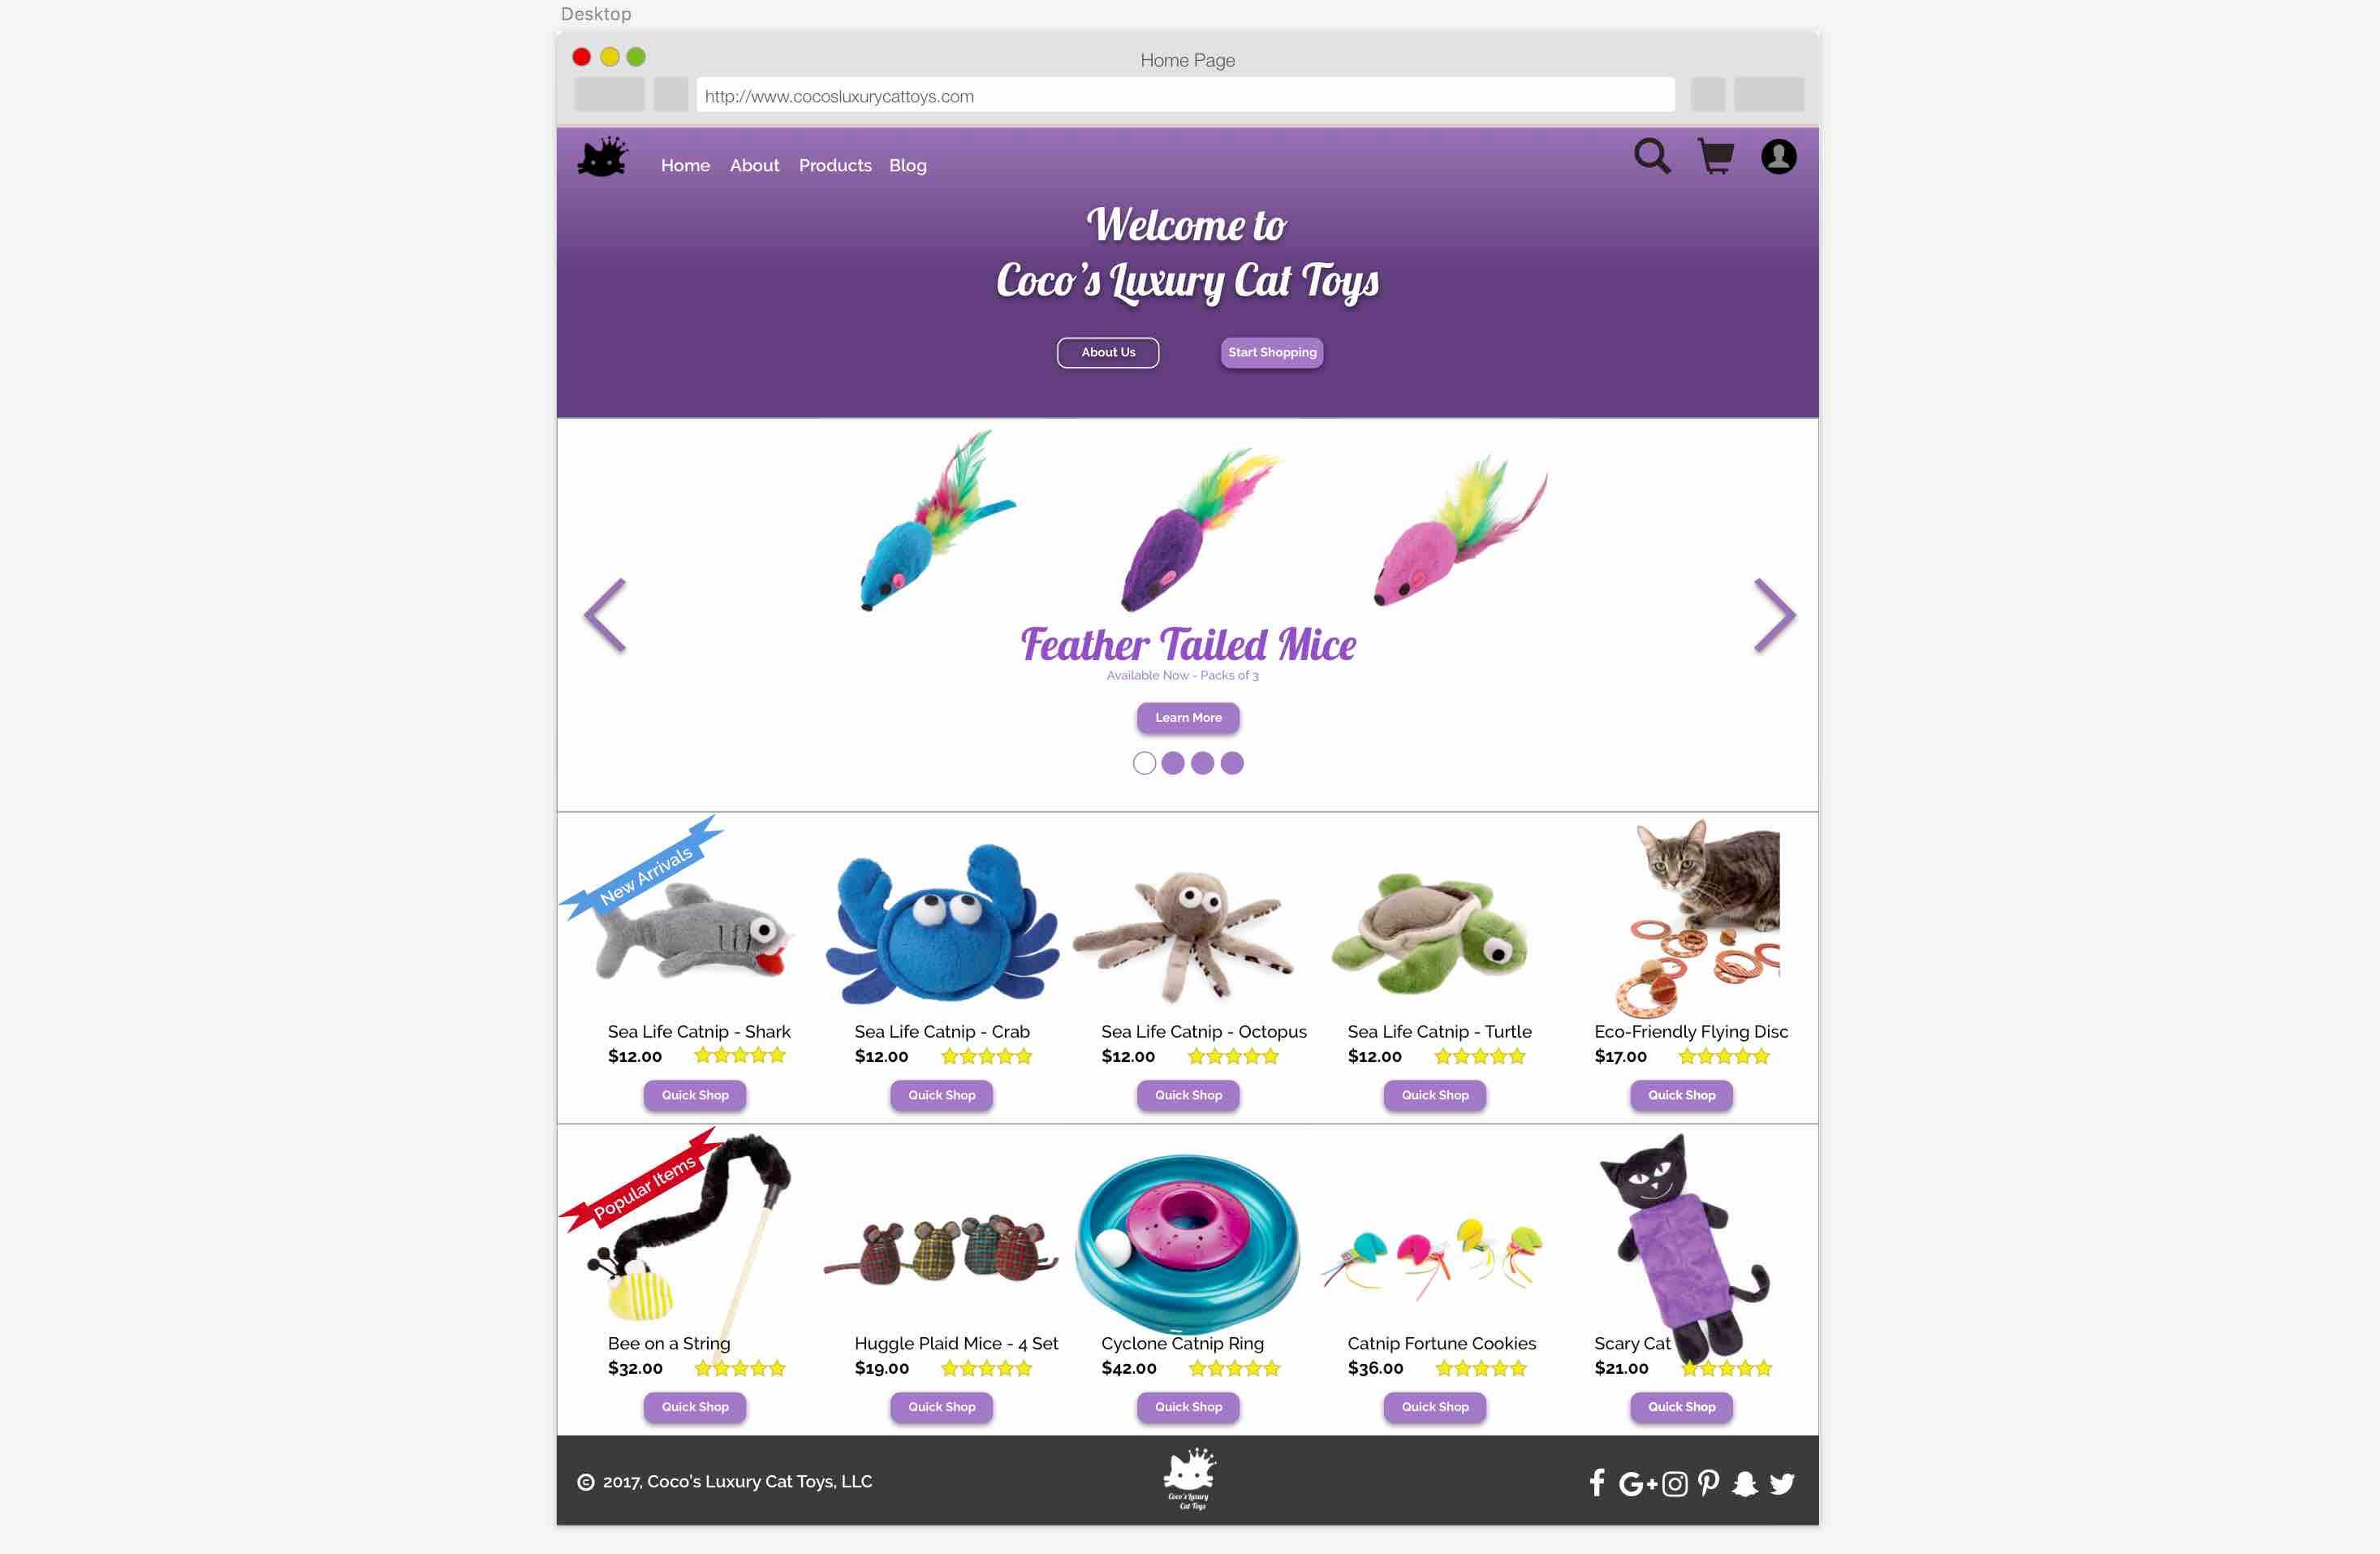 Desktop
Home Page
http://www.cocosluxurycattoys.com
Home About Products Blog
Welcome to
Coco's Luxury Cat Toys
About Us Start Shopping
Feather Tailed Mice
Available Now - Packs of 3
Learn More
New Arrivals
Sea Life Catnip - Shark Sea Life Catnip - Crab Sea Life Catnip - Octopus Sea Life Catnip - Turtle Eco-Friendly Flying Disc
$12.00 $12.00 $12.00 $12.00 $17.00
Quick Shop Quick Shop Quick Shop Quick Shop Quick Shop
Popular Items
Bee on a String Huggle Plaid Mice - 4 Set Cyclone Catnip Ring Catnip Fortune Cookies Scary Cat
$32.00 $19.00 $42.00 $36.00 $21.00
Quick Shop Quick Shop Quick Shop Quick Shop Quick Shop
© 2017, Coco's Luxury Cat Toys, LLC
Coco's Luxury
Cat Toys
f G+